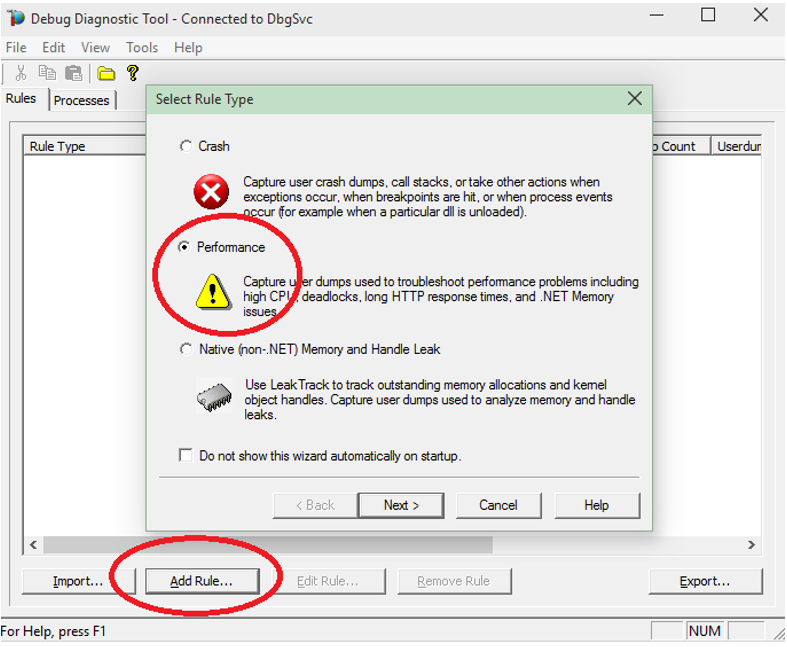 Debug Diagnostic Tool - Connected to DbgSvc
File Edit View Tools Help
Rules Processes
Select Rule Type
Rule Type
Count Userdur
Crash
Capture user crash dumps, call stacks, or take other actions when
exceptions occur, when breakpoints are hit, or when process events
occur (for example when a particular dll is unloaded).
Performance
Capture user dumps used to troubleshoot performance problems including
high CPU, deadlocks, long HTTP response times, and .NET Memory
issues.
Native (non-.NET) Memory and Handle Leak
Use LeakTrack to track outstanding memory allocations and kernel
object handles. Capture user dumps used to analyze memory and handle
leaks.
Do not show this wizard automatically on startup.
< Back Next > Cancel Help
Import... Add Rule... Edit Rule... Remove Rule Export...
For Help, press F1
NUM